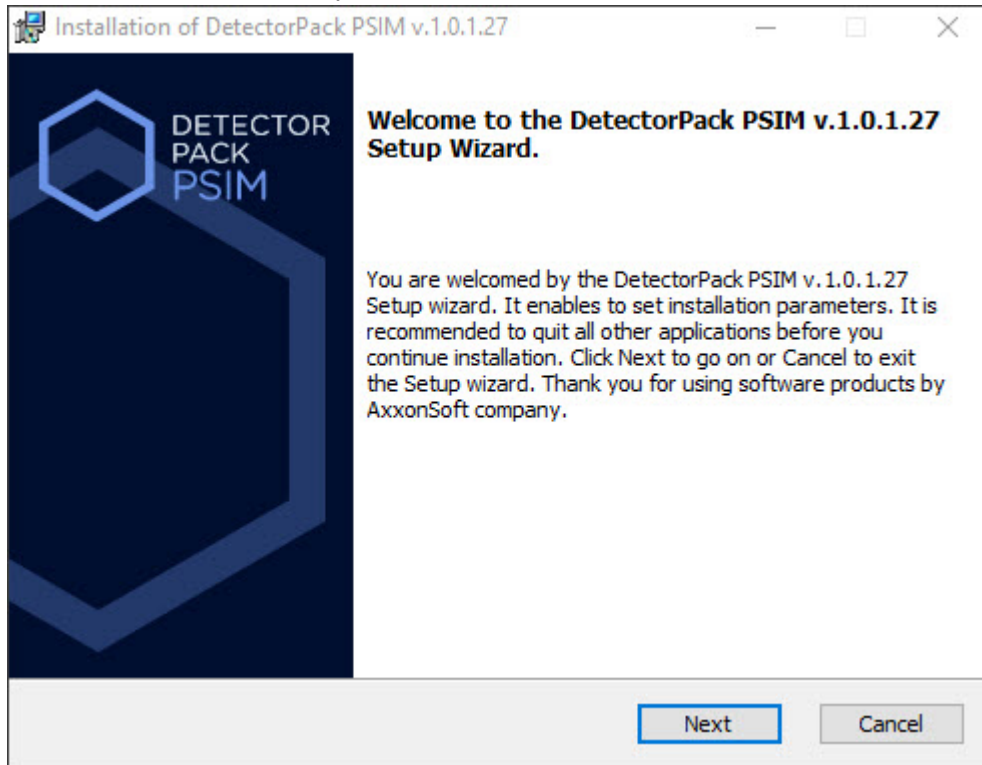 Installation of DetectorPack PSIM v.1.0.1.27
DETECTOR
PACK
PSIM
Welcome to the DetectorPack PSIM v.1.0.1.27
Setup Wizard.
You are welcomed by the DetectorPack PSIM v.1.0.1.27
Setup wizard. It enables to set installation parameters. It is
recommended to quit all other applications before you
continue installation. Click Next to go on or Cancel to exit
the Setup wizard. Thank you for using software products by
AxxonSoft company.
Next
Cancel